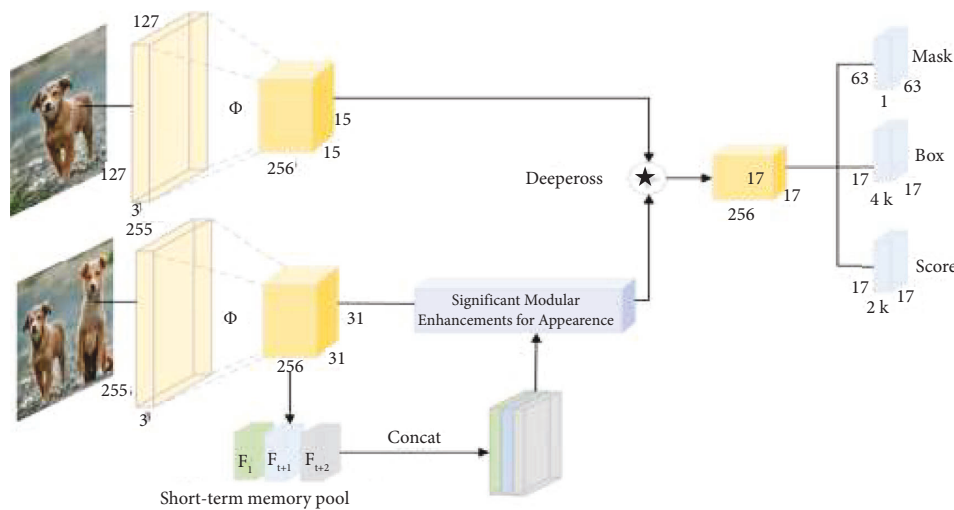 127
127
3
Φ
256
15
15
255
255
3
Φ
256
31
31
F1
Ft+1
Ft+2
Short-term memory pool
Concat
Significant Modular
Enhancements for Appearence
Deepeross
17
17
256
Mask
63
63
1
Box
17
17
4 k
Score
17
17
2 k